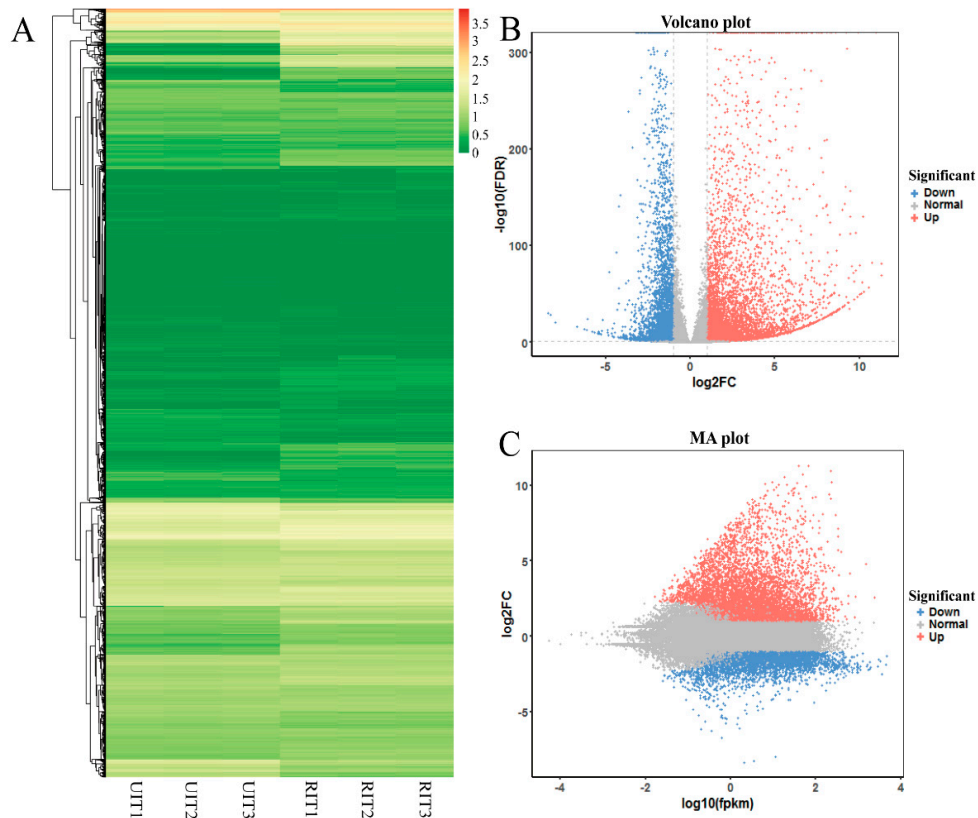 A
3.5
3
2.5
2
1.5
1
0.5
0
UIT1
UIT2
UIT3
RIT1
RIT2
RIT3
B
Volcano plot
300
200
100
0
-log10(FDR)
-5
0
5
10
log2FC
Significant
Down
Normal
Up
C
MA plot
10
5
0
-5
log2FC
-4
-2
0
2
4
log10(fpkm)
Significant
Down
Normal
Up